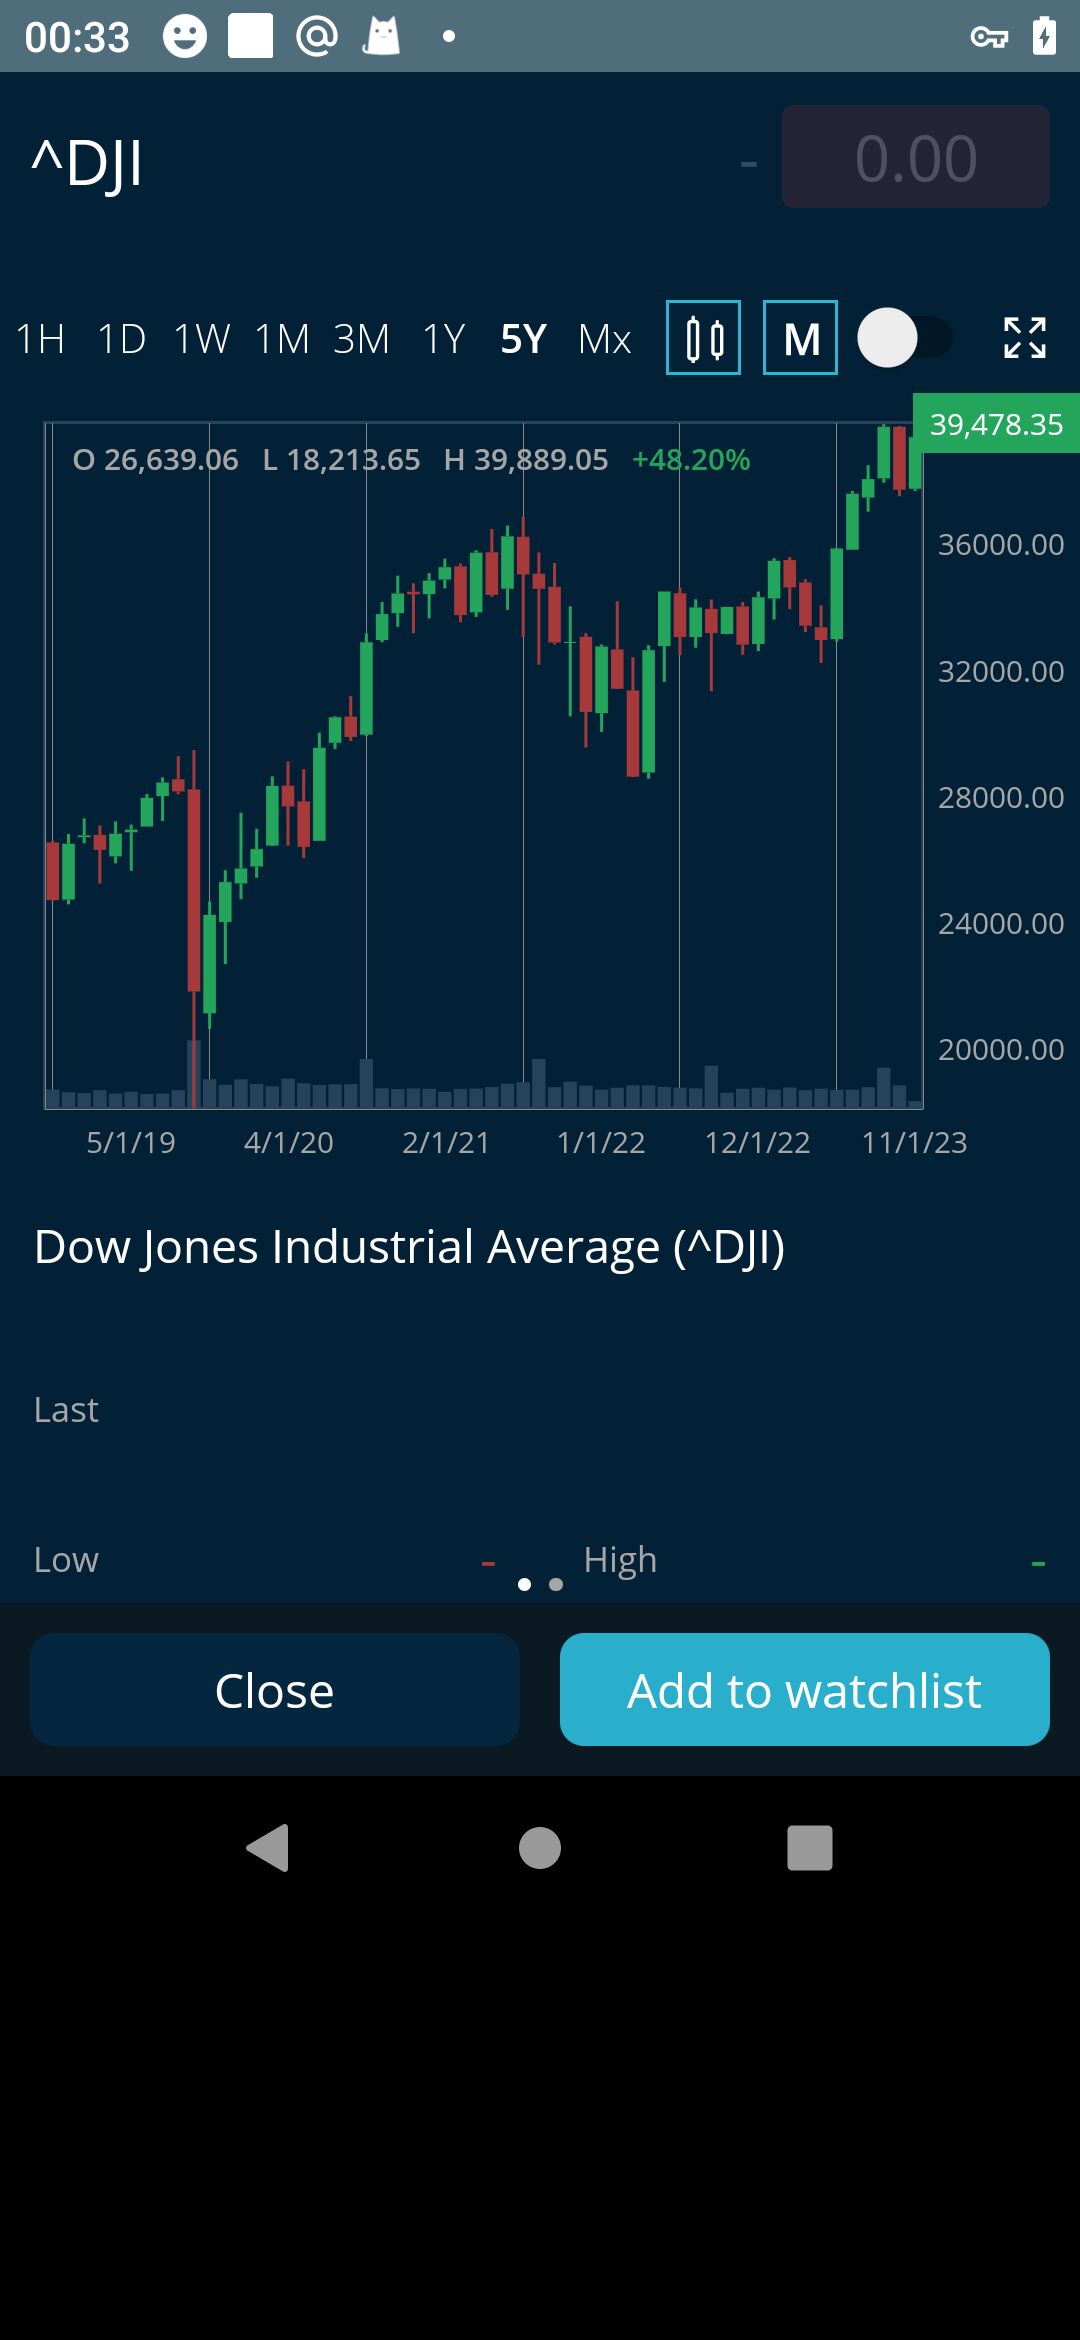 00:33
^DJI - 0.00
1H 1D 1W 1M 3M 1Y 5Y Mx M
39,478.35
O 26,639.06 L 18,213.65 H 39,889.05 +48.20%
36000.00
32000.00
28000.00
24000.00
20000.00
5/1/19 4/1/20 2/1/21 1/1/22 12/1/22 11/1/23
Dow Jones Industrial Average (^DJI)
Last
Low - High -
Close Add to watchlist